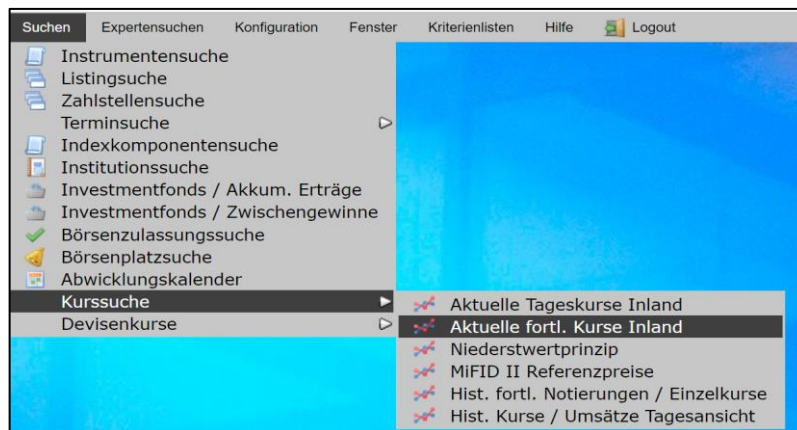 Suchen Expertensuchen Konfiguration Fenster Kriterienlisten Hilfe Logout
Instrumentensuche
Listingsuche
Zahlstellensuche
Terminsuche
Indexkomponentensuche
Institutionssuche
Investmentfonds / Akkum. Erträge
Investmentfonds / Zwischengewinne
Börsenzulassungssuche
Börsenplatzsuche
Abwicklungskalender
Kurssuche
Devisenkurse
Aktuelle Tageskurse Inland
Aktuelle fortl. Kurse Inland
Niederstwertprinzip
MiFID II Referenzpreise
Hist. fortl. Notierungen / Einzelkurse
Hist. Kurse / Umsätze Tagesansicht